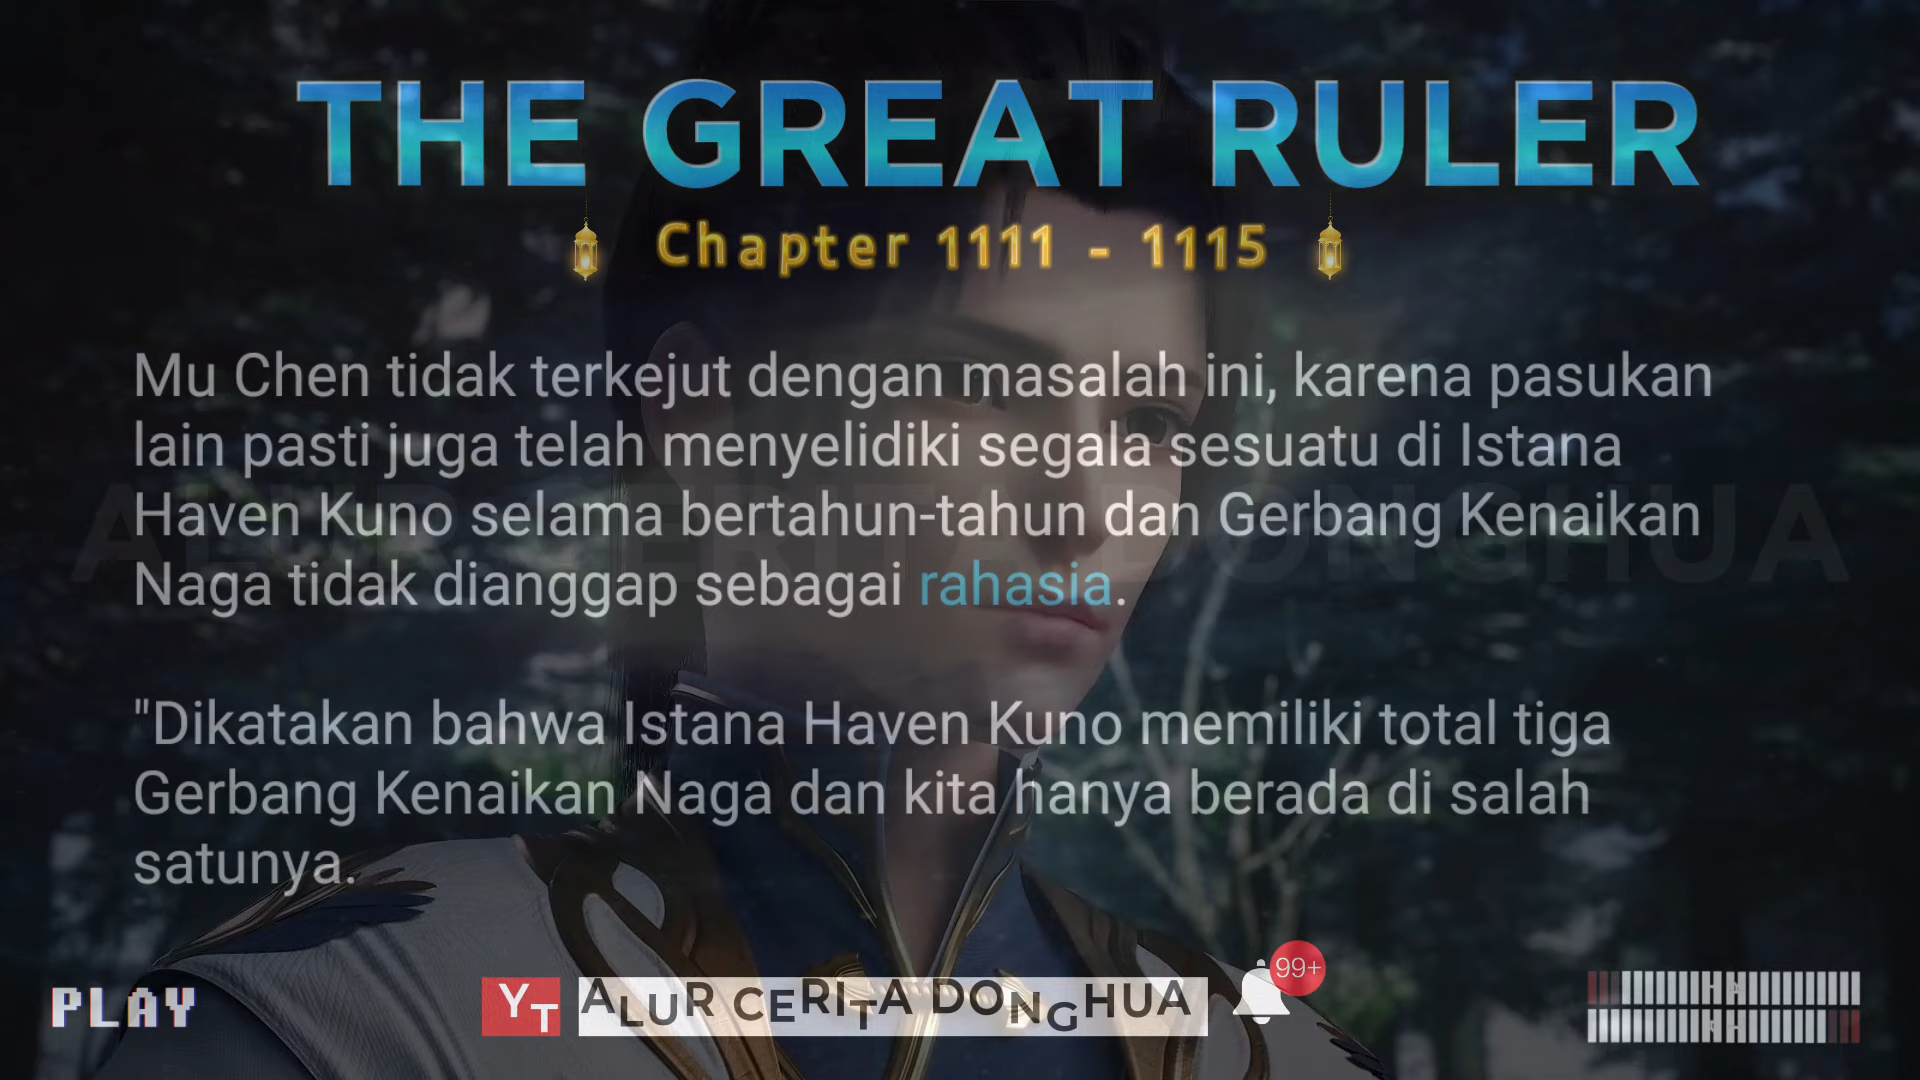 THE GREAT RULER
Chapter 1111 - 1115
Mu Chen tidak terkejut dengan masalah ini, karena pasukan
lain pasti juga telah menyelidiki segala sesuatu di Istana
Haven Kuno selama bertahun-tahun dan Gerbang Kenaikan
ALUR CERITA DONGHUA
Naga tidak dianggap sebagai rahasia.
"Dikatakan bahwa Istana Haven Kuno memiliki total tiga
Gerbang Kenaikan Naga dan kita hanya berada di salah
satunya.
PLAY
YT ALUR CERITA DONGHUA
99+